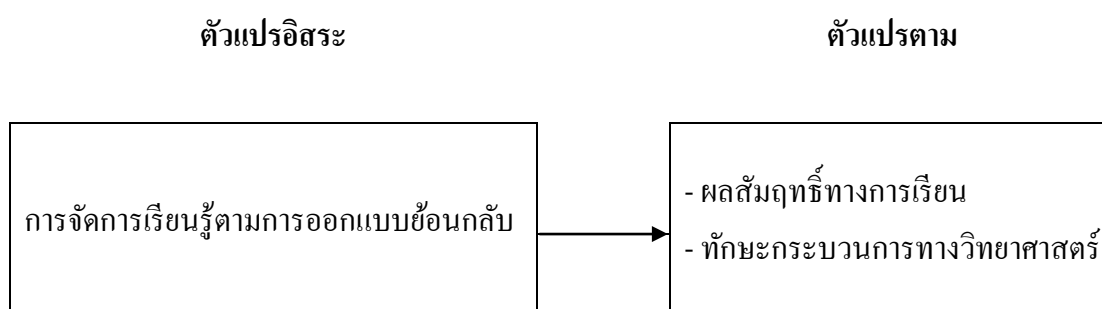 ตัวแปรอิสระ
ตัวแปรตาม
การจัดการเรียนรู้ตามการออกแบบย้อนกลับ
- ผลสัมฤทธิ์ทางการเรียน
- ทักษะกระบวนการทางวิทยาศาสตร์